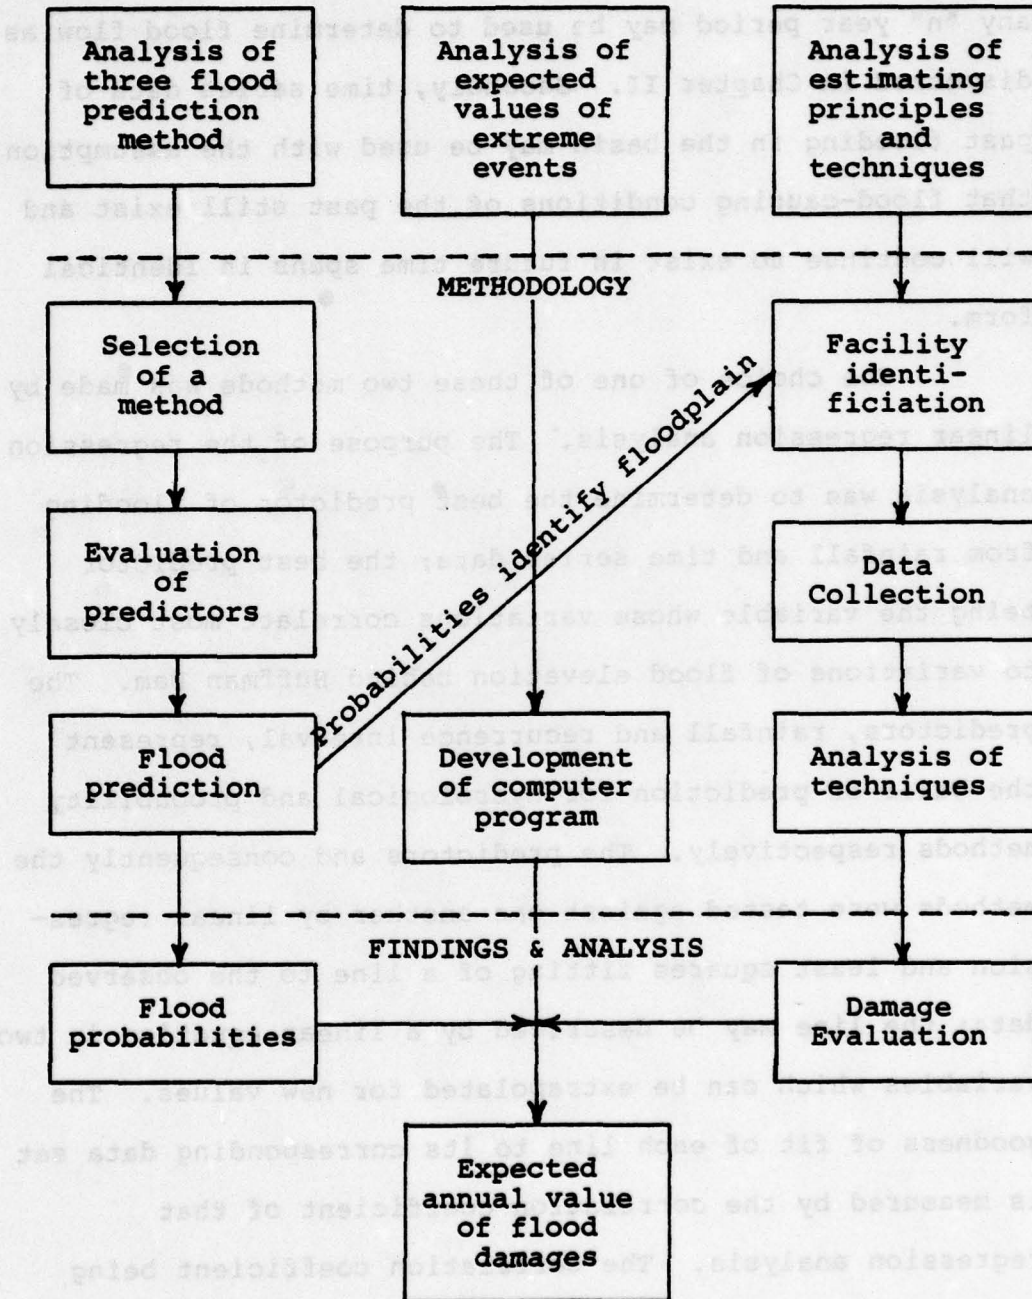 Analysis of
three flood
prediction
method
Analysis of
expected
values of
extreme
events
Analysis of
estimating
principles
and
techniques
METHODOLOGY
Selection
of a
method
Facility
identi-
ficiation
Probabilities identify floodplain
Evaluation
of
predictors
Data
Collection
Flood
prediction
Development
of computer
program
Analysis of
techniques
FINDINGS & ANALYSIS
Flood
probabilities
Damage
Evaluation
Expected
annual value
of flood
damages